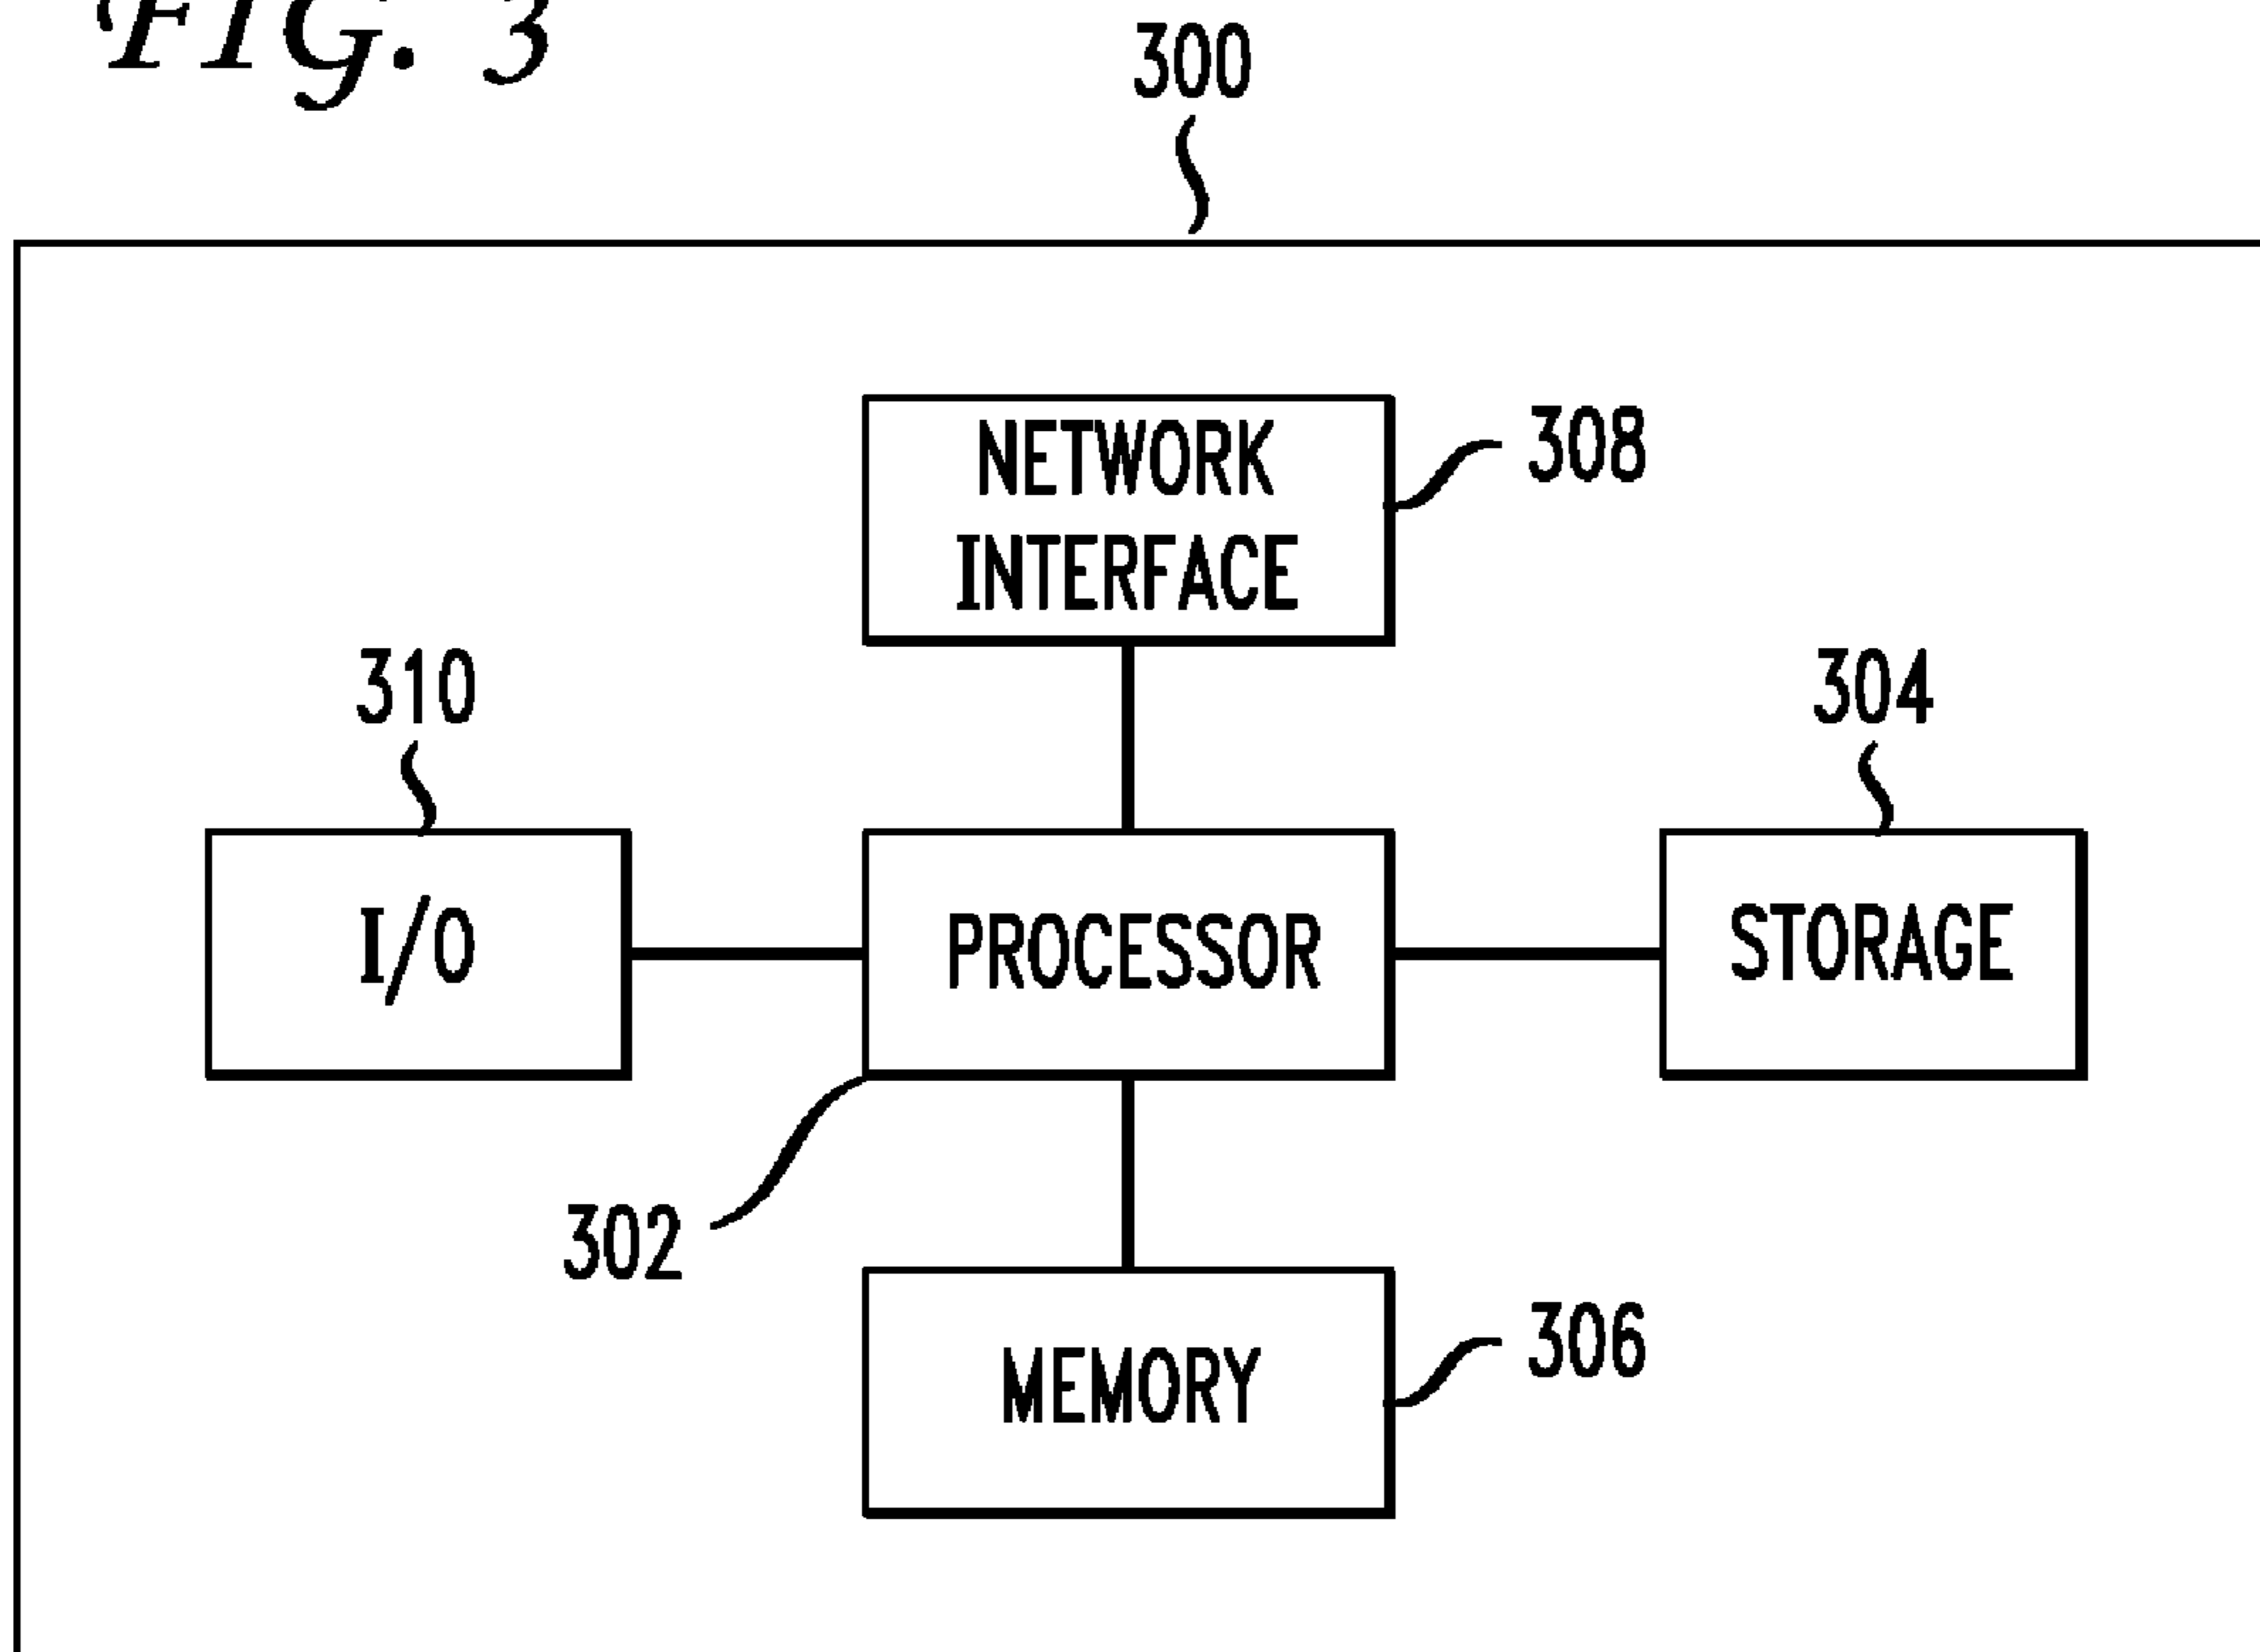 FIG. 3
300
NETWORK
INTERFACE
308
310
304
I/O
PROCESSOR
STORAGE
302
MEMORY
306